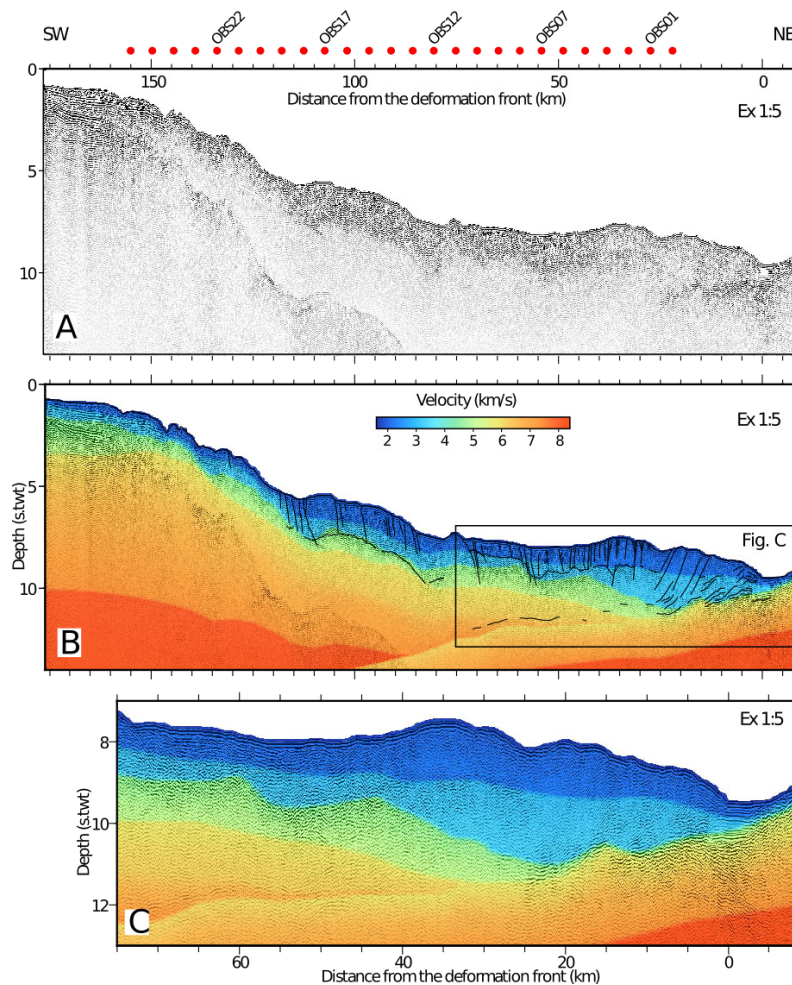 OBS22 OBS17 OBS12 OBS07 OBS01
SW NE
0 150 100 50 0
Distance from the deformation front (km)
Ex 1:5
5
10
A
0
Velocity (km/s)
2 3 4 5 6 7 8
Ex 1:5
5
Depth (s.twt)
Fig. C
10
B
Ex 1:5
8
Depth (s.twt)
10
12
C
60 40 20 0
Distance from the deformation front (km)